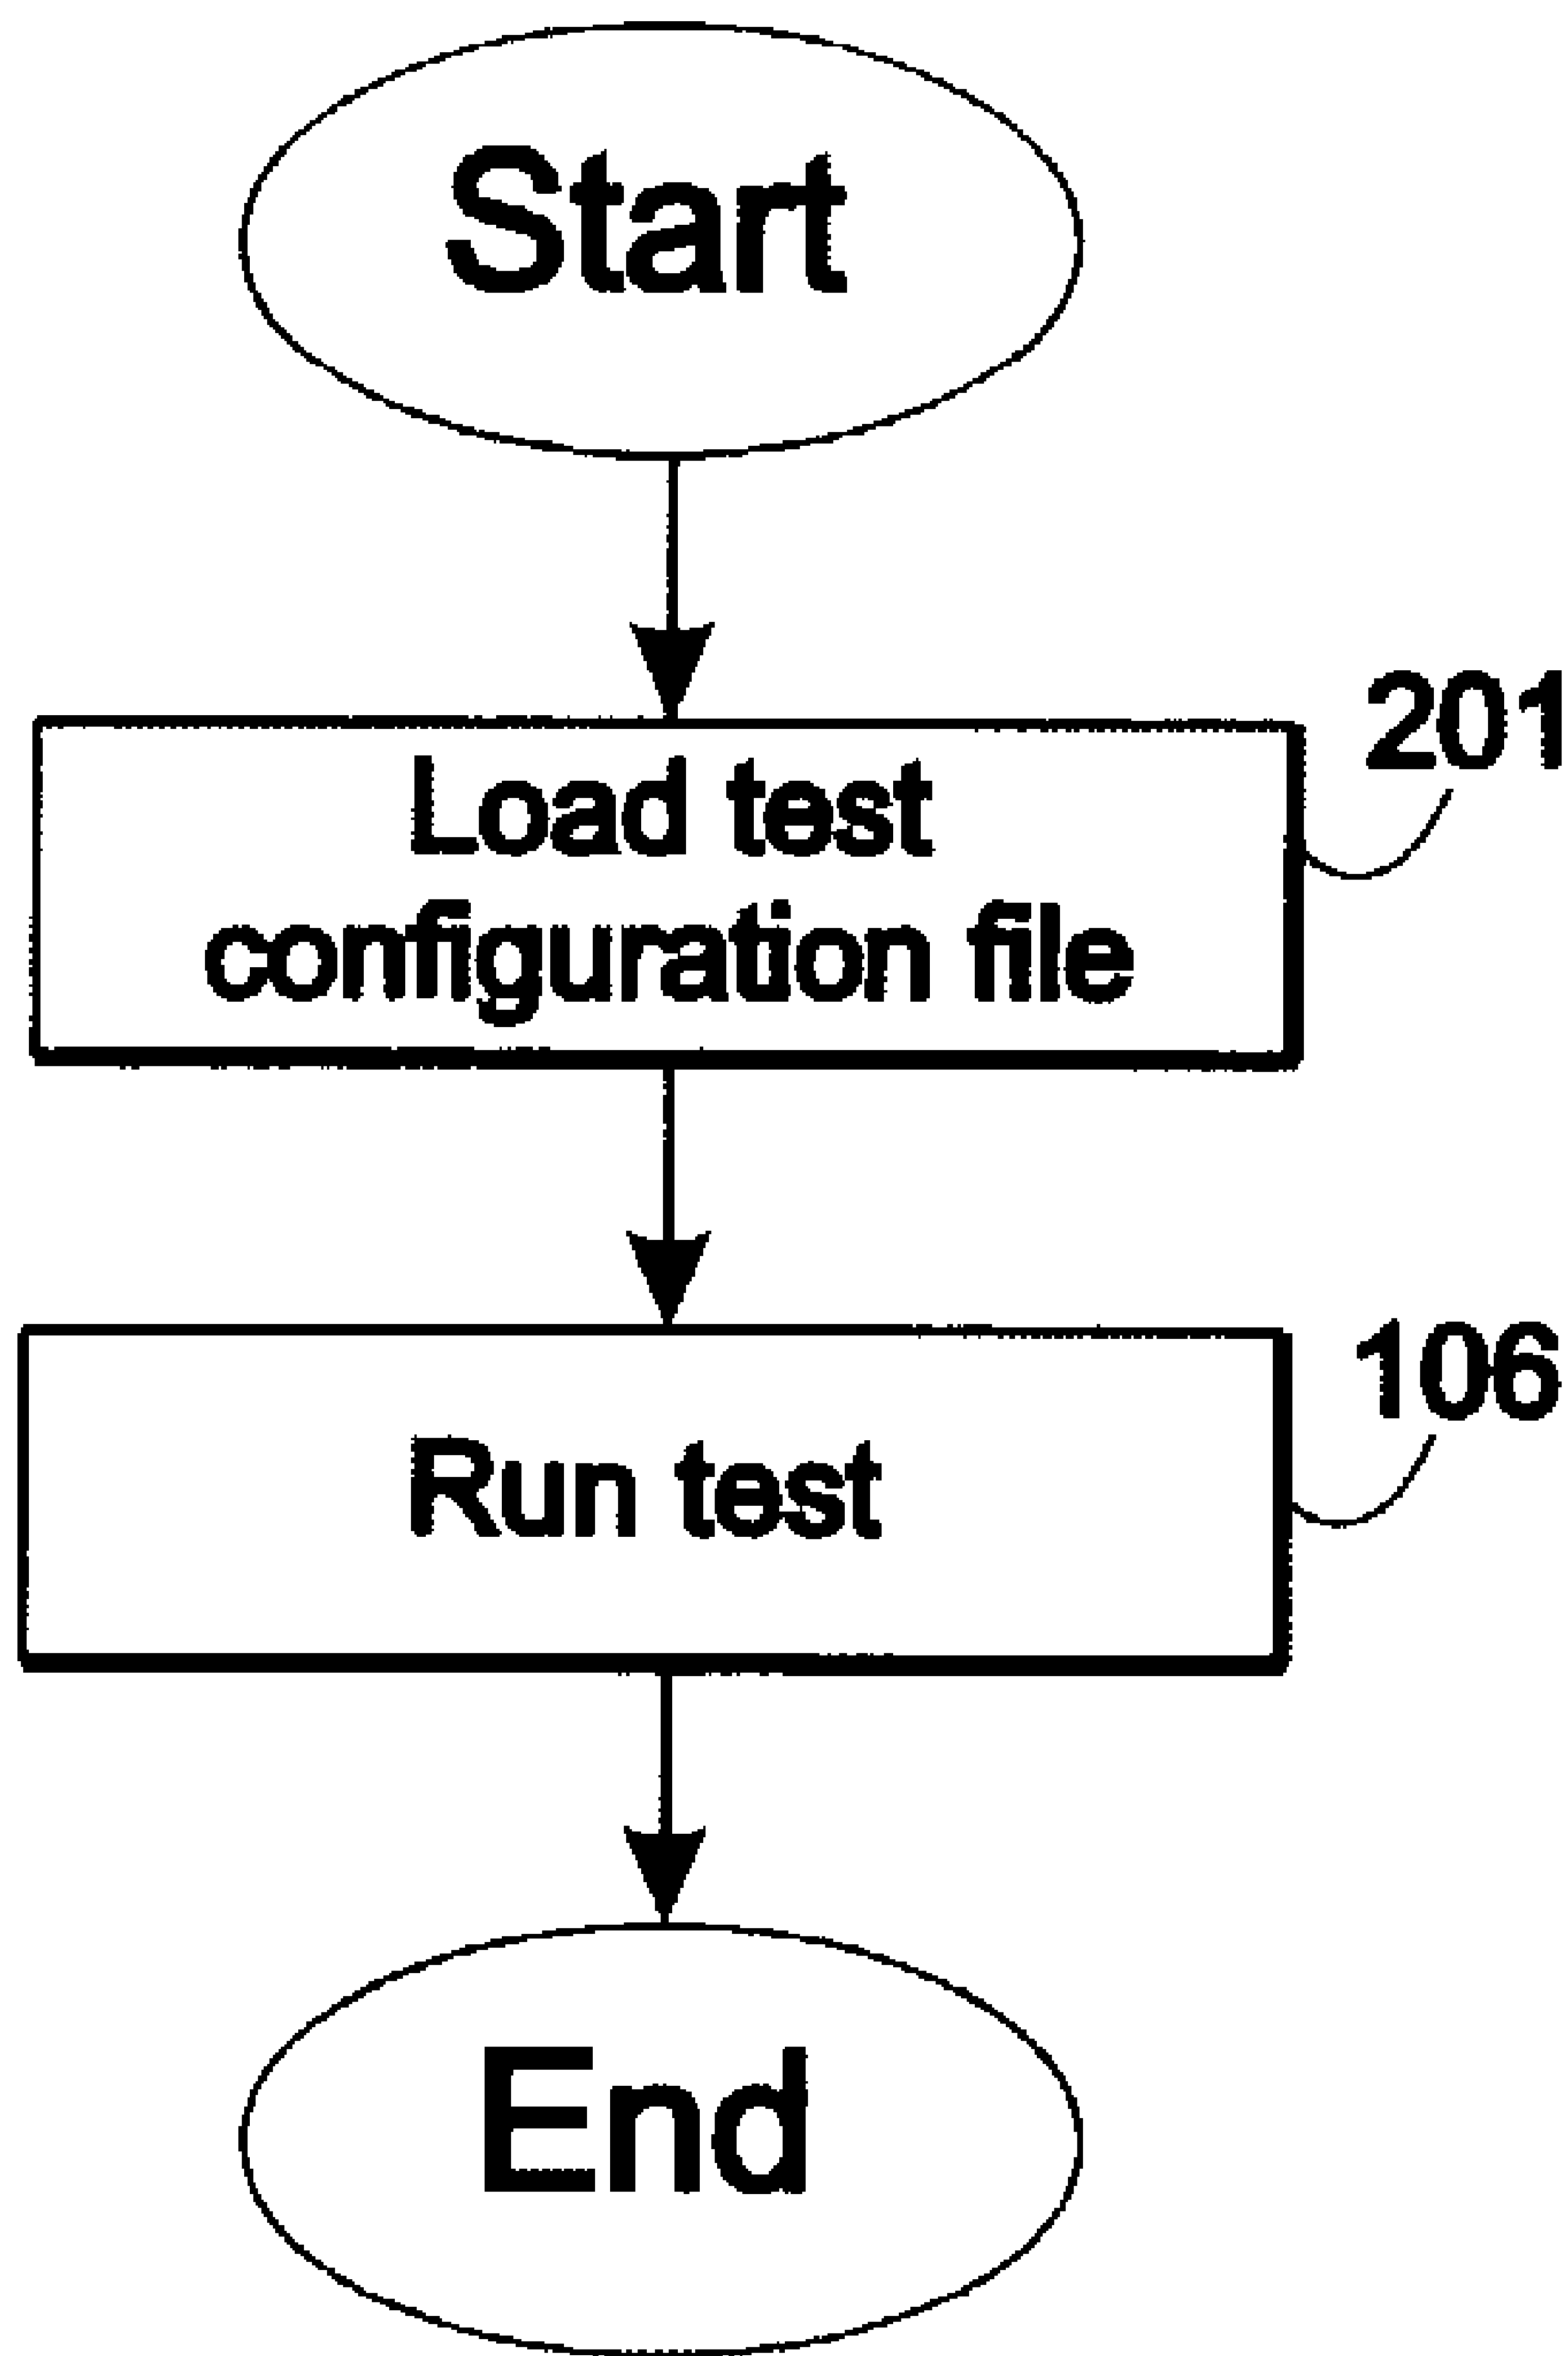 Start
201
Load test
configuration file
106
Run test
End